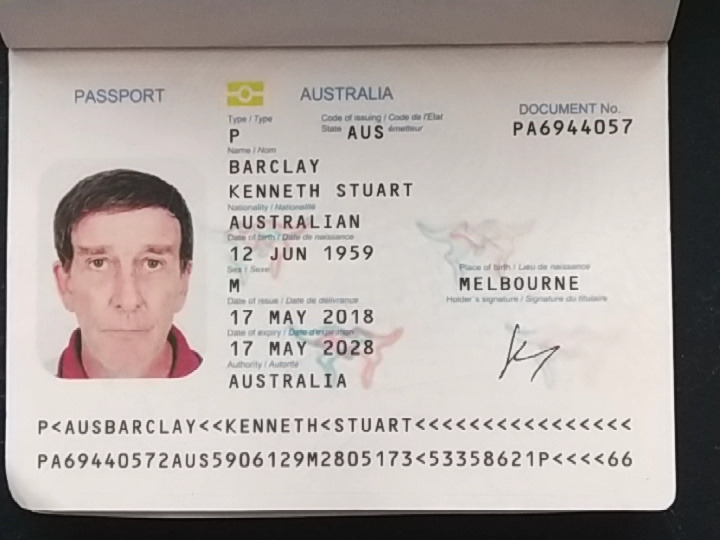 PASSPORT
AUSTRALIA
DOCUMENT No.
PA6944057
Type / Type
P
Code of issuing / Code de l'État
State AUS émetteur
Name / Nom
BARCLAY
KENNETH STUART
Nationality / Nationalité
AUSTRALIAN
Date of birth / Date de naissance
12 JUN 1959
Sex / Sexe
M
Place of birth / Lieu de naissance
MELBOURNE
Date of issue / Date de délivrance
17 MAY 2018
Holder's signature / Signature du titulaire
Date of expiry / Date d'expiration
17 MAY 2028
Authority / Autorité
AUSTRALIA
P<AUSBARCLAY<<KENNETH<STUART<<<<<<<<<<<<<<<<
PA69440572AUS5906129M2805173<53358621P<<<<66